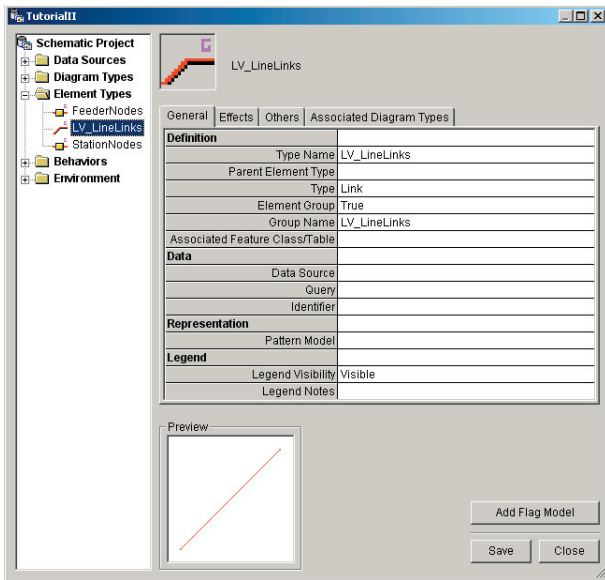 TutorialII
Schematic Project
Data Sources
Diagram Types
Element Types
FeederNodes
LV_LineLinks
StationNodes
Behaviors
Environment
G
LV_LineLinks
General Effects Others Associated Diagram Types
Definition
Type Name LV_LineLinks
Parent Element Type
Type Link
Element Group True
Group Name LV_LineLinks
Associated Feature Class/Table
Data
Data Source
Query
Identifier
Representation
Pattern Model
Legend
Legend Visibility Visible
Legend Notes
Preview
Add Flag Model
Save Close